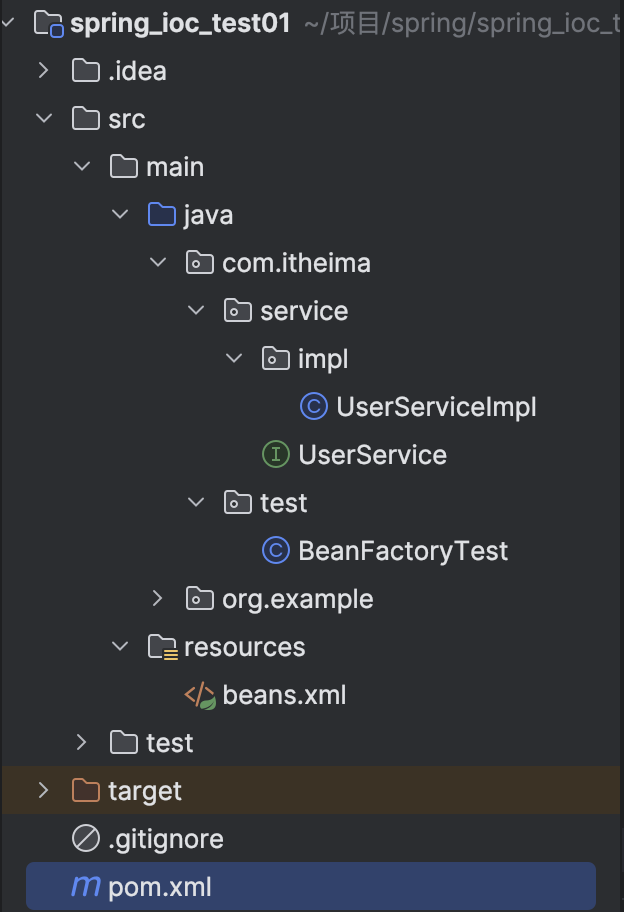 spring_ioc_test01 ~/项目/spring/spring_ioc_t
.idea
src
main
java
com.itheima
service
impl
UserServiceImpl
UserService
test
BeanFactoryTest
org.example
resources
beans.xml
test
target
.gitignore
pom.xml